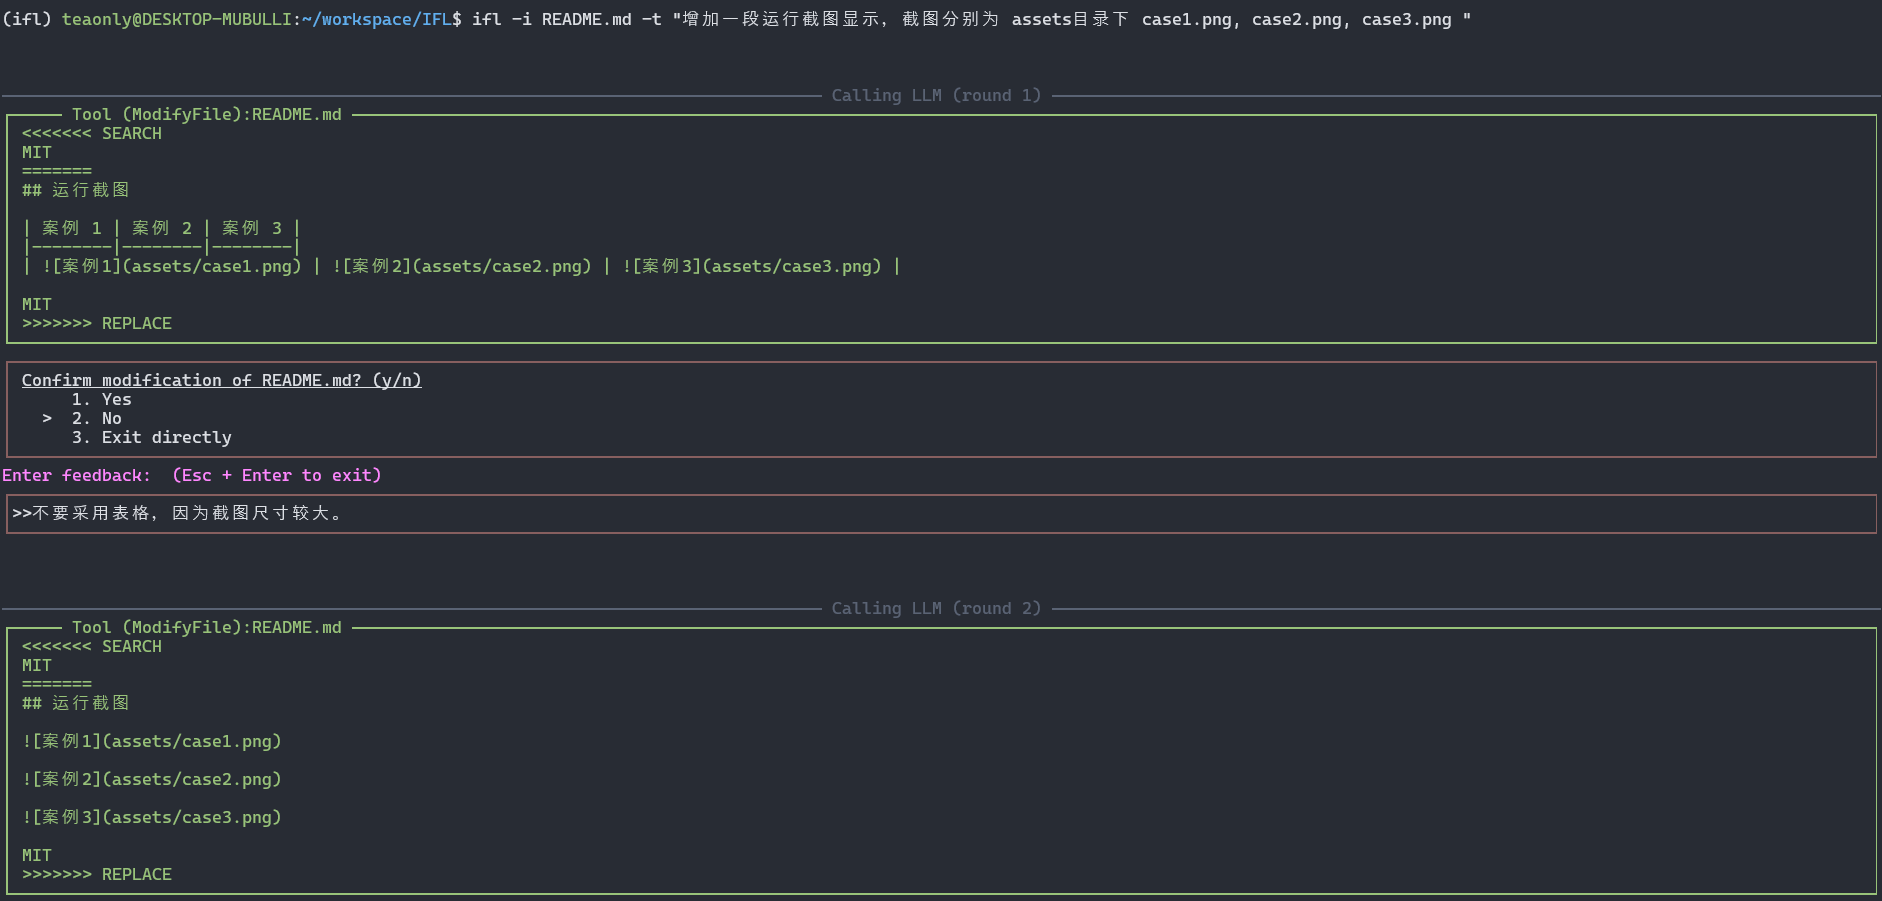 (ifl) teaonly@DESKTOP-MUBULLI:~/workspace/IFL$ ifl -i README.md -t "增加一段运行截图显示, 截图分别为 assets目录下 case1.png, case2.png, case3.png "
Calling LLM (round 1)
Tool (ModifyFile):README.md
<<<<<<< SEARCH
MIT
=======
## 运行截图
| 案例 1 | 案例 2 | 案例 3 |
|--------|--------|--------|
| ![案例1](assets/case1.png) | ![案例2](assets/case2.png) | ![案例3](assets/case3.png) |
MIT
>>>>>>> REPLACE
Confirm modification of README.md? (y/n)
1. Yes
> 2. No
3. Exit directly
Enter feedback:  (Esc + Enter to exit)
>>不要采用表格, 因为截图尺寸较大。
Calling LLM (round 2)
Tool (ModifyFile):README.md
<<<<<<< SEARCH
MIT
=======
## 运行截图
![案例1](assets/case1.png)
![案例2](assets/case2.png)
![案例3](assets/case3.png)
MIT
>>>>>>> REPLACE